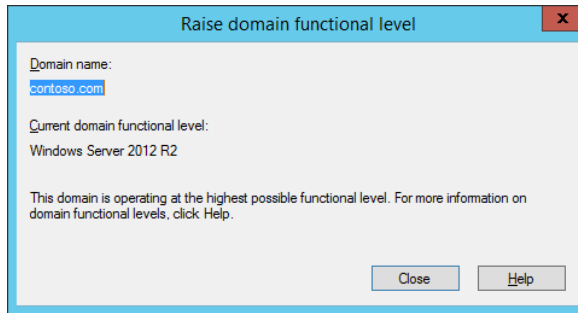 Raise domain functional level
x
Domain name:
contoso.com
Current domain functional level:
Windows Server 2012 R2
This domain is operating at the highest possible functional level. For more information on
domain functional levels, click Help.
Close
Help